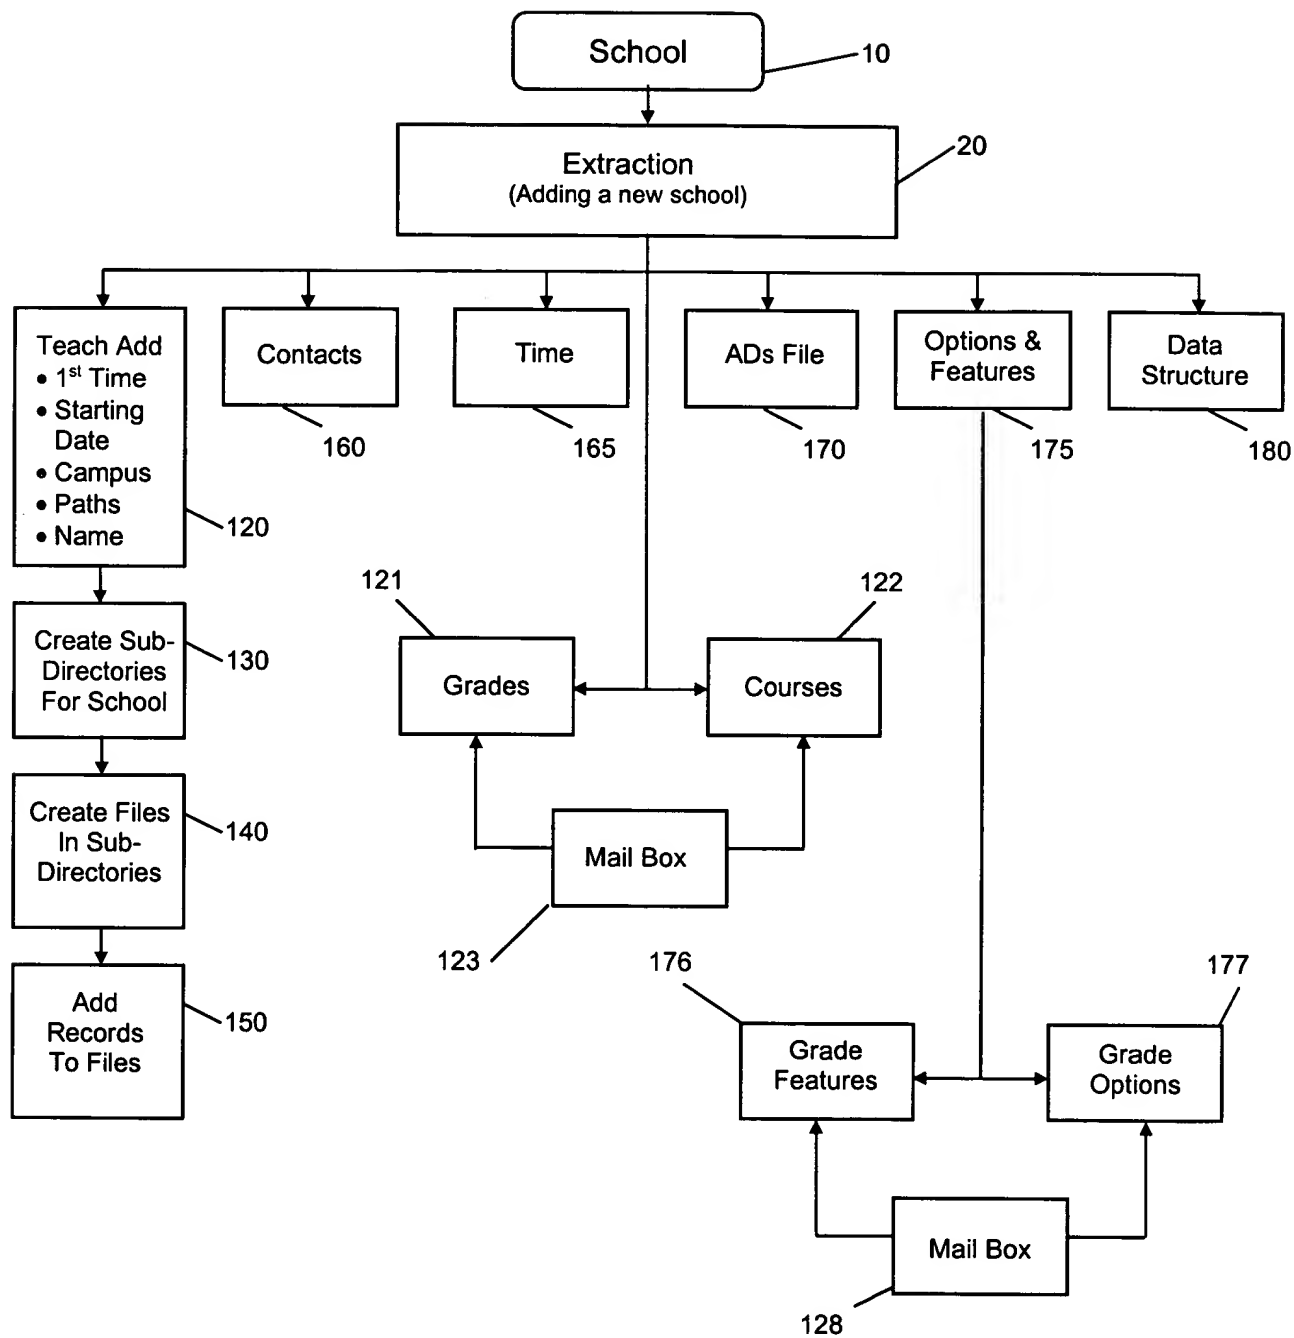 School
10
Extraction
(Adding a new school)
20
Teach Add
• 1st Time
• Starting
Date
• Campus
• Paths
• Name
120
Contacts
160
Time
165
ADs File
170
Options &
Features
175
Data
Structure
180
121
Grades
122
Courses
Create Sub-
Directories
For School
130
Create Files
In Sub-
Directories
140
Mail Box
123
Add
Records
To Files
150
176
Grade
Features
177
Grade
Options
Mail Box
128